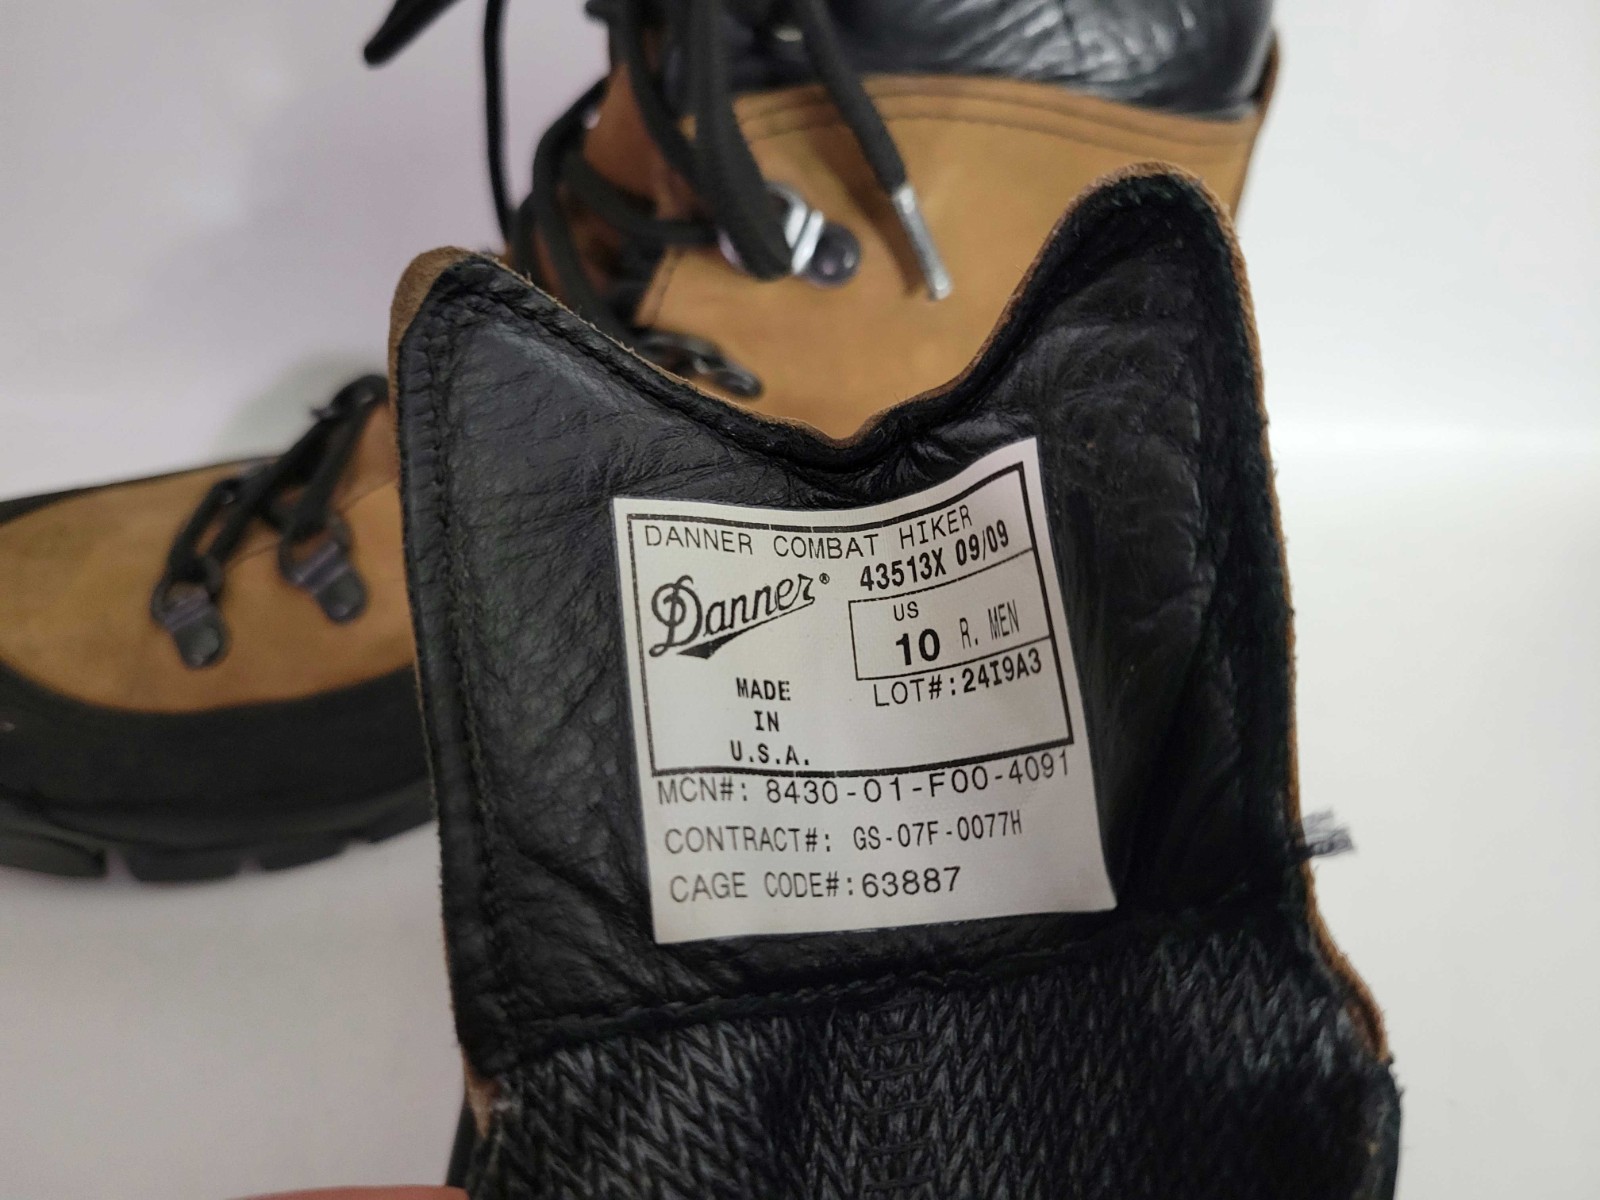 DANNER COMBAT HIKER
Danner® 43513X 09/09
US
10 R. MEN
MADE
IN
U.S.A.
LOT#:24I9A3
MCN#: 8430-01-F00-4091
CONTRACT#: GS-07F-0077H
CAGE CODE#:63887